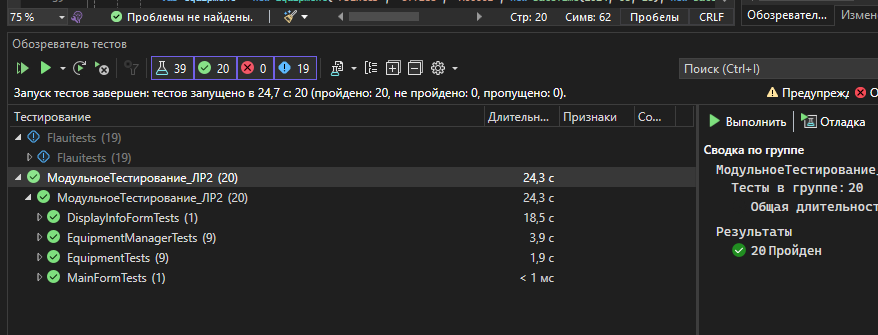 75 %
Проблемы не найдены.
Стр: 20
Симв: 62
Пробелы
CRLF
Обозревател...
Измен
Обозреватель тестов
39
20
0
19
Поиск (Ctrl+I)
Запуск тестов завершен: тестов запущено в 24,7 с: 20 (пройдено: 20, не пройдено: 0, пропущено: 0).
Предупреж
Тестирование
Длительн...
Признаки
Со...
Выполнить
Отладка
Flauitests (19)
Flauitests (19)
Сводка по группе
МодульноеТестирование_ЛР2 (20)
24,3 с
МодульноеТестирование_
МодульноеТестирование_ЛР2 (20)
24,3 с
Тесты в группе: 20
DisplayInfoFormTests (1)
18,5 с
Общая длительност
EquipmentManagerTests (9)
3,9 с
Результаты
EquipmentTests (9)
1,9 с
20 Пройден
MainFormTests (1)
< 1 мс